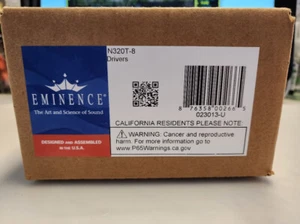 N320T-8
Drivers
EMINENCE
The Art and Science of Sound
DESIGNED AND ASSEMBLED
IN THE U.S.A.
023013-U
CALIFORNIA RESIDENTS PLEASE NOTE:
⚠ WARNING: Cancer and reproductive
harm. For more information go to
www.P65Warnings.ca.gov